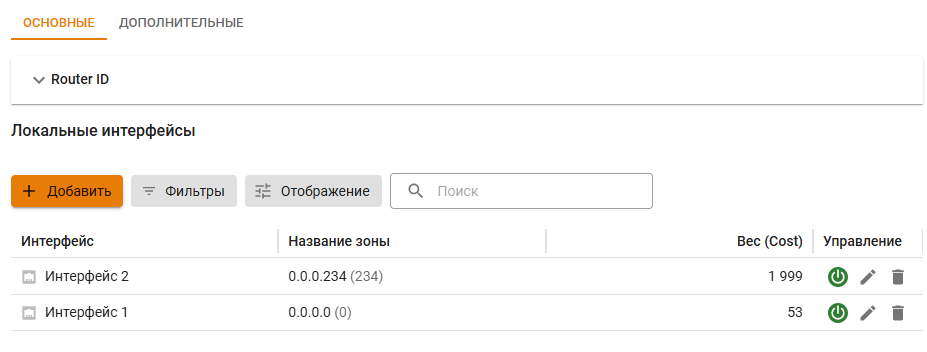 ОСНОВНЫЕ ДОПОЛНИТЕЛЬНЫЕ
Router ID
Локальные интерфейсы
Добавить Фильтры Отображение Поиск
Интерфейс Название зоны Вес (Cost) Управление
Интерфейс 2 0.0.0.234 (234) 1 999
Интерфейс 1 0.0.0.0 (0) 53